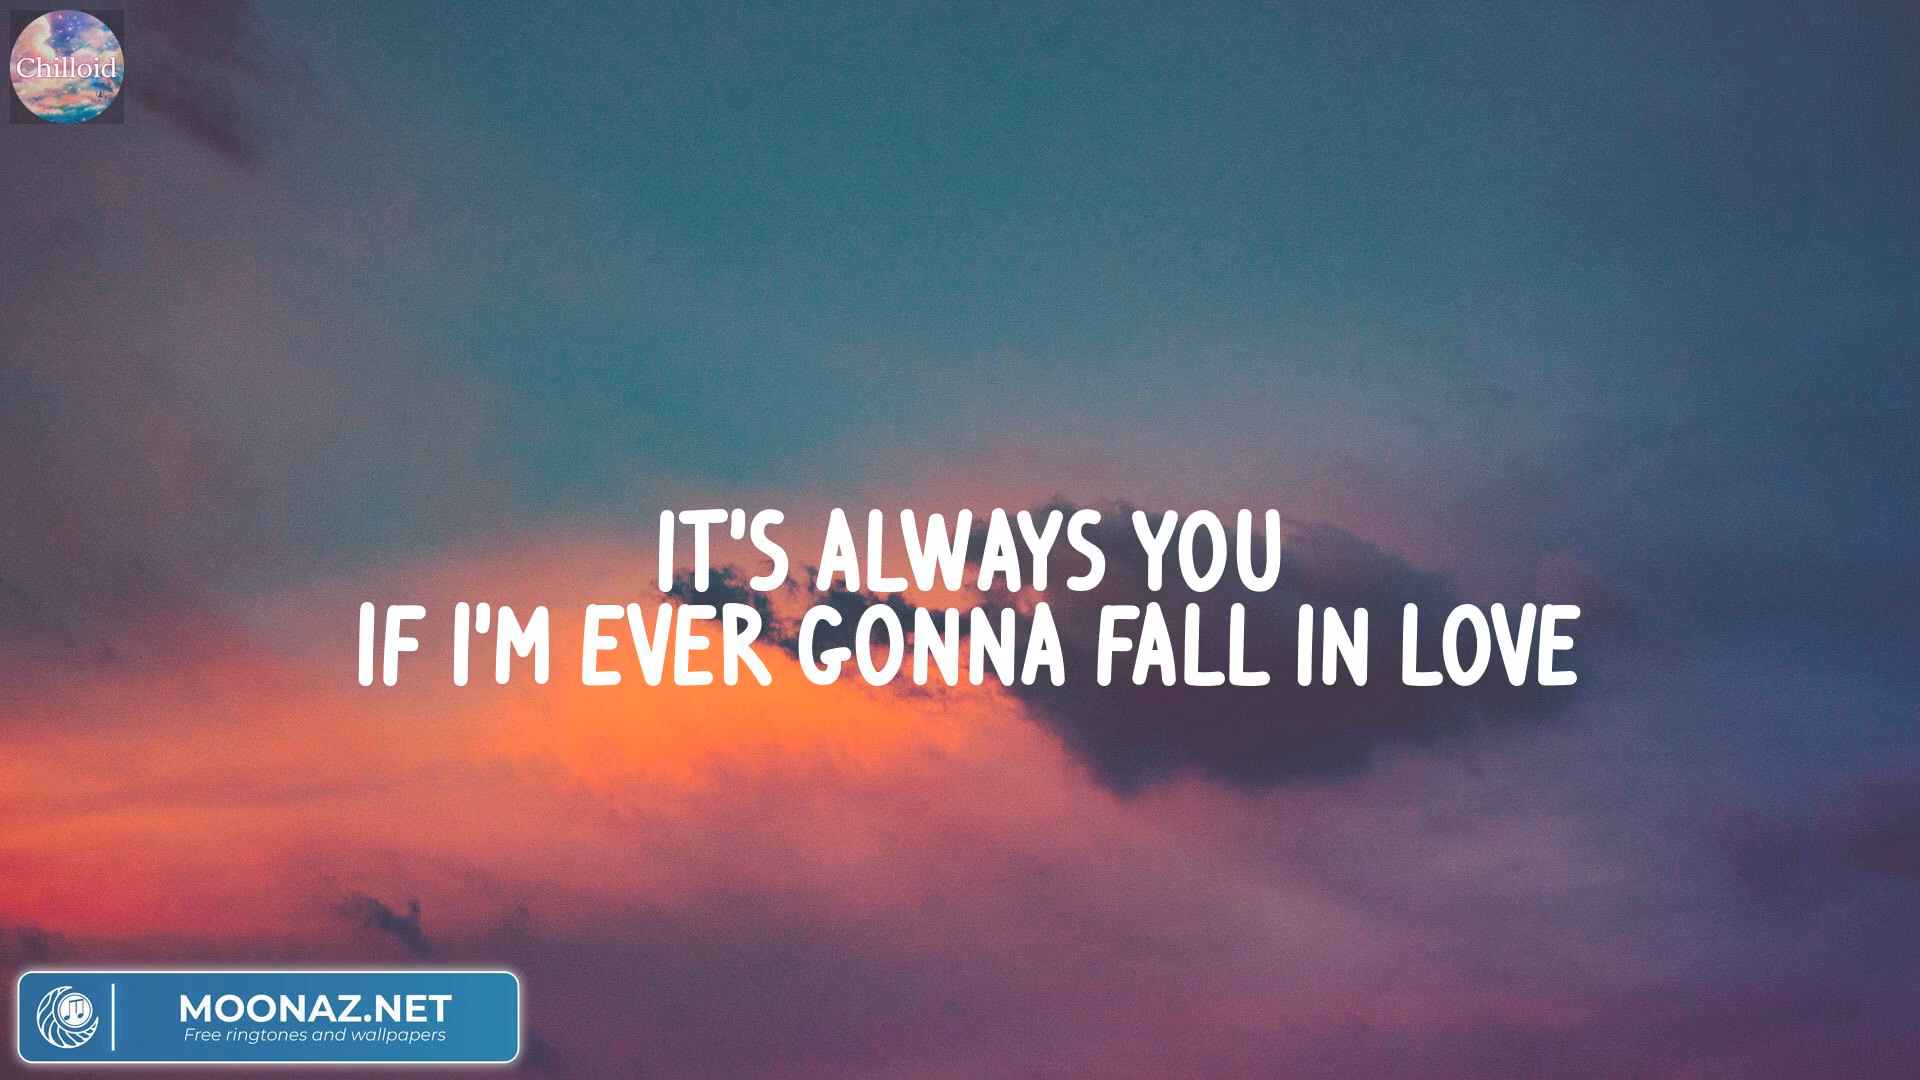 Chilloid
IT'S ALWAYS YOU
IF I'M EVER GONNA FALL IN LOVE
MOONAZ.NET
Free ringtones and wallpapers